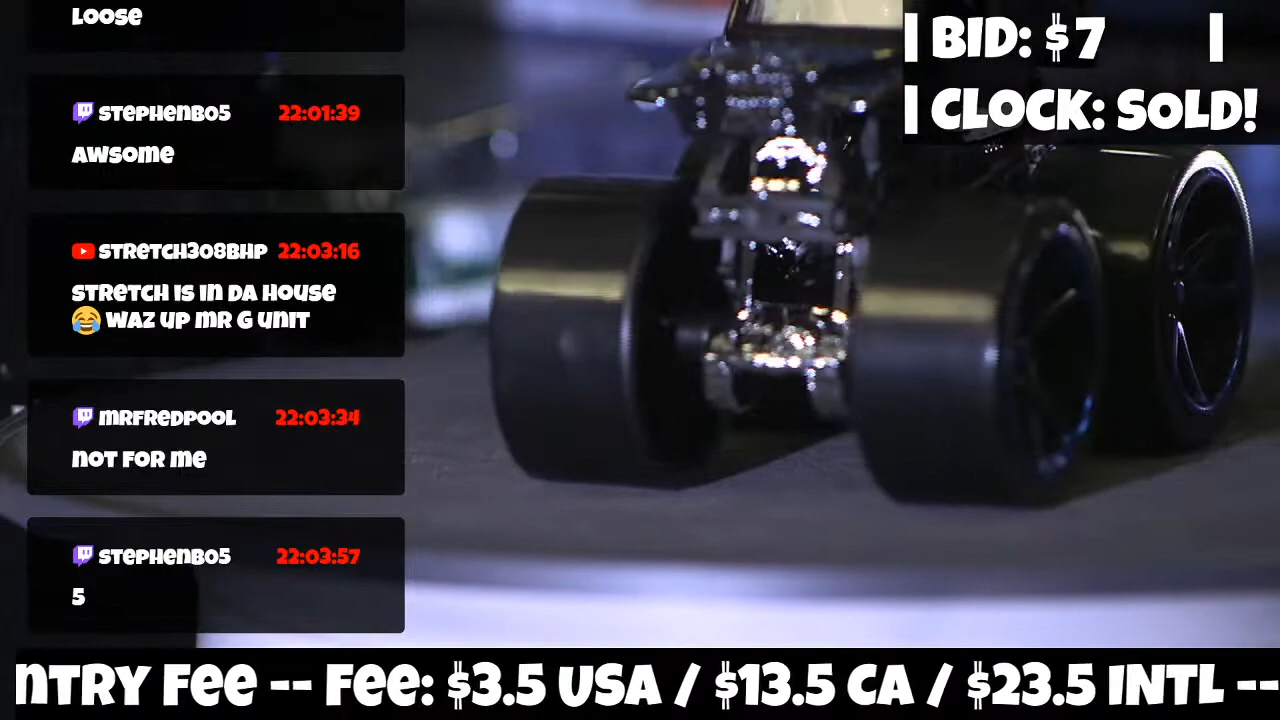 Loose
| BID: $7 |
| CLOCK: SOLD!
stephenb05 22:01:39
awsome
stretch308bhp 22:03:16
stretch is in da house
😂 waz up mr g unit
mrfredpool 22:03:34
not for me
stephenb05 22:03:57
5
ntry Fee -- Fee: $3.5 USA / $13.5 CA / $23.5 INTL --